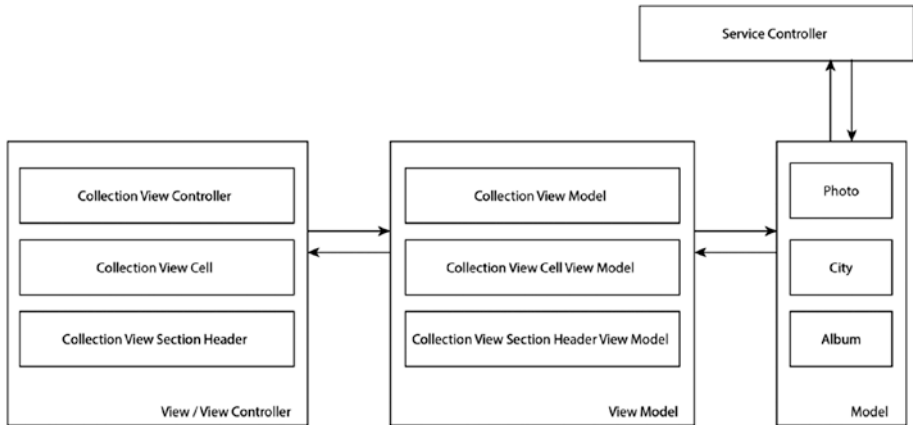 Service Controller
Collection View Controller
Collection View Cell
Collection View Section Header
View / View Controller
Collection View Model
Collection View Cell View Model
Collection View Section Header View Model
View Model
Photo
City
Album
Model